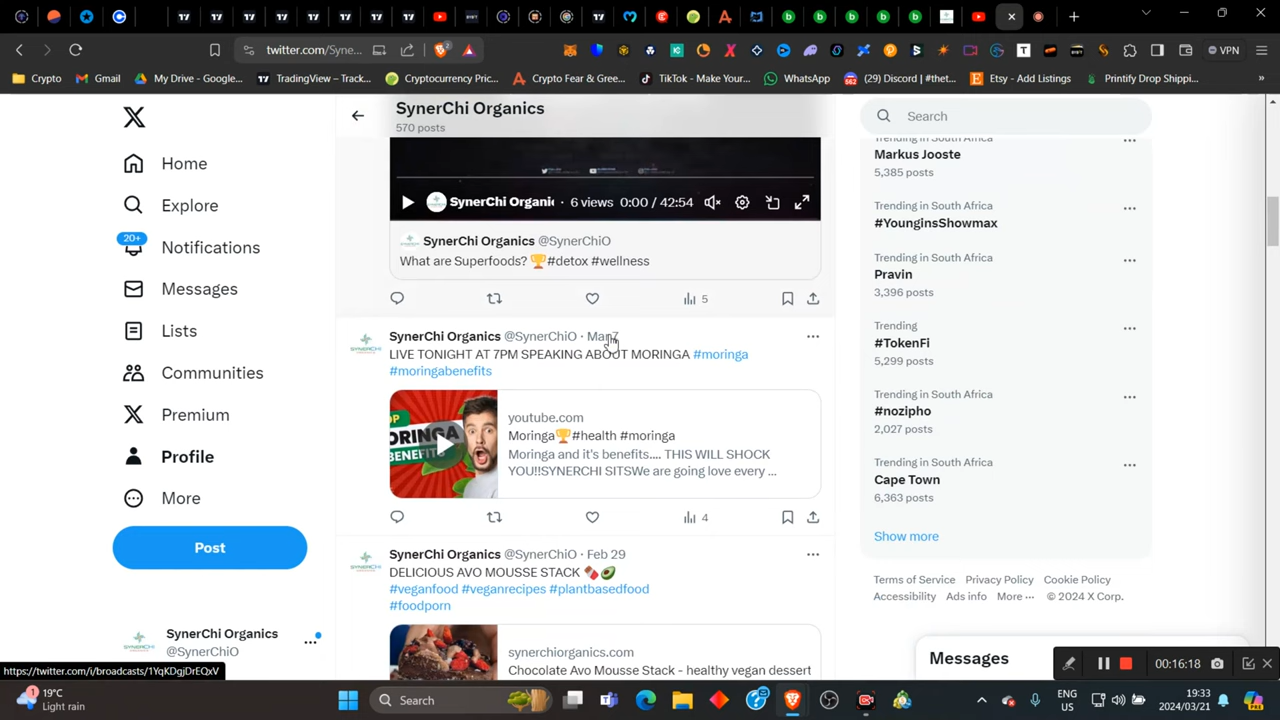 twitter.com/Syne...
VPN
Crypto
Gmail
My Drive - Google...
TradingView – Track...
Cryptocurrency Pric...
Crypto Fear & Gree...
TikTok - Make Your...
WhatsApp
(29) Discord | #thet...
Etsy - Add Listings
Printify Drop Shippi...
Home
Explore
20+
Notifications
Messages
Lists
Communities
Premium
Profile
More
Post
SynerChi Organics
@SynerChiO
https://twitter.com/i/broadcasts/1YqKDgjDrEQxV
SynerChi Organics
570 posts
SynerChi Organic · 6 views 0:00 / 42:54
SynerChi Organics @SynerChiO
What are Superfoods? 🏆#detox #wellness
5
SynerChi Organics @SynerChiO · Mar 7
LIVE TONIGHT AT 7PM SPEAKING ABOUT MORINGA #moringa
#moringabenefits
youtube.com
Moringa🏆#health #moringa
Moringa and it's benefits.... THIS WILL SHOCK
YOU!!SYNERCHI SITSWe are going love every ...
4
SynerChi Organics @SynerChiO · Feb 29
DELICIOUS AVO MOUSSE STACK 🍫🥑
#veganfood #veganrecipes #plantbasedfood
#foodporn
synerchiorganics.com
Chocolate Avo Mousse Stack - healthy vegan dessert
Search
Trending in South Africa
Markus Jooste
5,385 posts
Trending in South Africa
#YounginsShowmax
Trending in South Africa
Pravin
3,396 posts
Trending
#TokenFi
5,299 posts
Trending in South Africa
#nozipho
2,027 posts
Trending in South Africa
Cape Town
6,363 posts
Show more
Terms of Service Privacy Policy Cookie Policy
Accessibility Ads info More ··· © 2024 X Corp.
Messages
00:16:18
19°C
Light rain
Search
ENG
US
19:33
2024/03/21